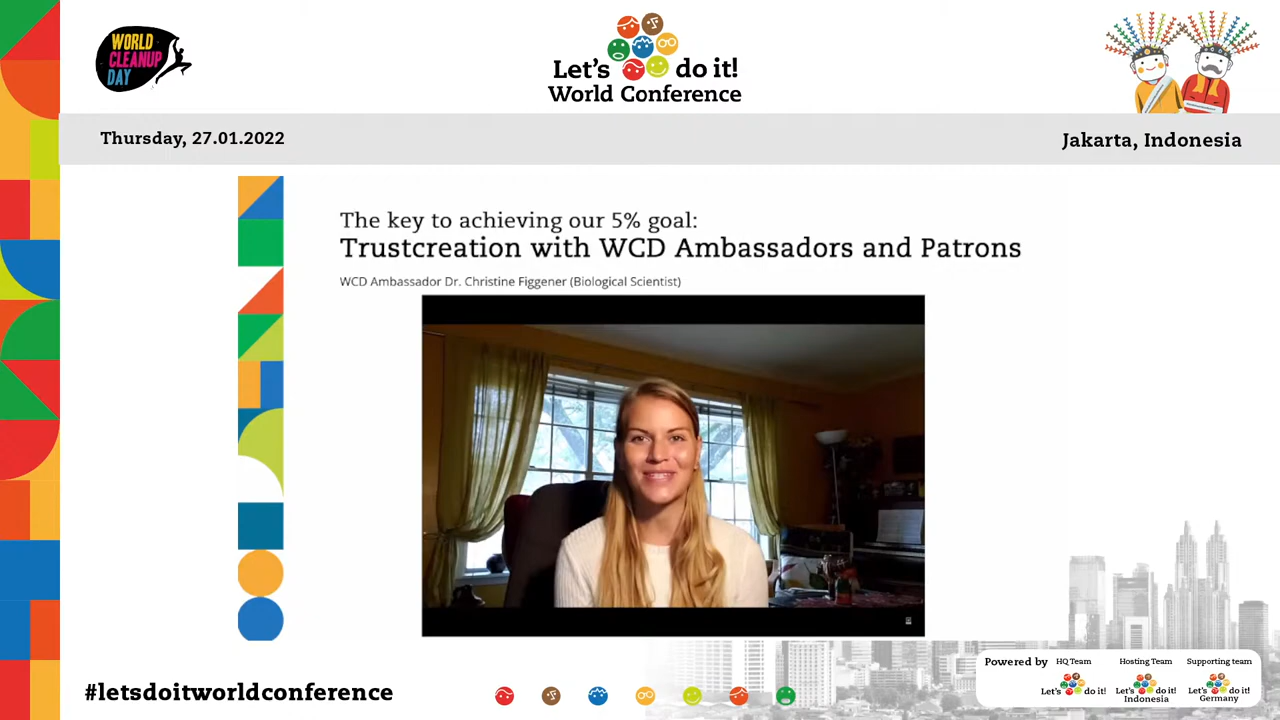 WORLD
CLEANUP
DAY
Let's do it!
World Conference
Thursday, 27.01.2022
Jakarta, Indonesia
The key to achieving our 5% goal:
Trustcreation with WCD Ambassadors and Patrons
WCD Ambassador Dr. Christine Figgener (Biological Scientist)
#letsdoitworldconference
Powered by
HQ Team
Hosting Team
Supporting team
Let's do it!
Let's do it!
Indonesia
Let's do it!
Germany